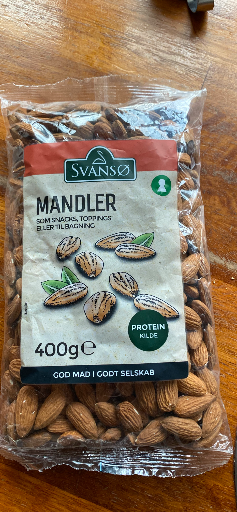 SVANSØ
MANDLER
SOM SNACKS, TOPPINGS
ELLER TIL BAGNING
PROTEIN
KILDE
400g℮
GOD MAD I GODT SELSKAB